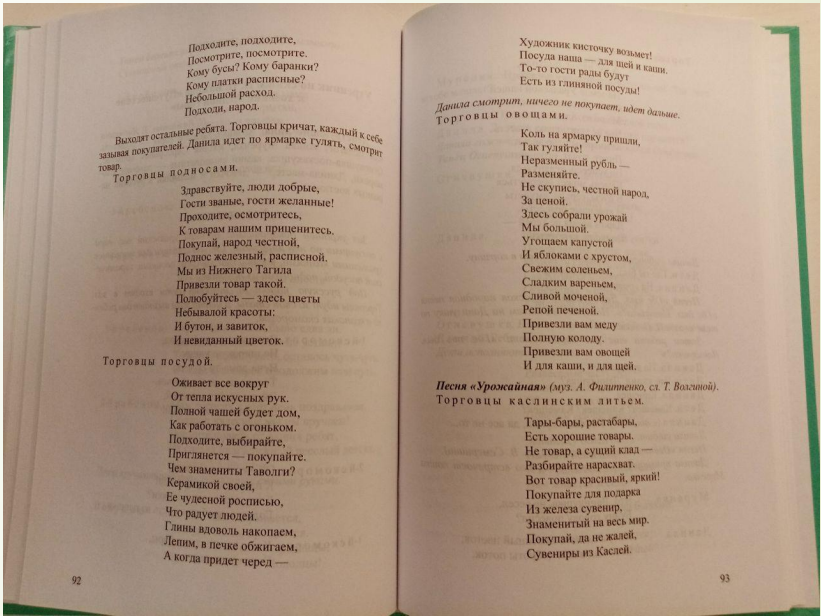 Подходите, подходите,
Посмотрите, посмотрите.
Кому бусы? Кому баранки?
Кому платки расписные?
Небольшой расход.
Подходи, народ.
Выходят остальные ребята. Торговцы кричат, каждый к себе
зазывая покупателей. Данила идет по ярмарке гулять, смотрит
товар.
Торговцы подносами.
Здравствуйте, люди добрые,
Гости званые, гости желанные!
Проходите, осмотритесь,
К товарам нашим приценитесь.
Покупай, народ честной,
Поднос железный, расписной.
Мы из Нижнего Тагила
Привезли товар такой.
Полюбуйтесь — здесь цветы
Небывалой красоты:
И бутон, и завиток,
И невиданный цветок.
Торговцы посудой.
Оживает все вокруг
От тепла искусных рук.
Полной чашей будет дом,
Как работать с огоньком.
Подходите, выбирайте,
Приглянется — покупайте.
Чем знамениты Таволги?
Керамикой своей,
Ее чудесной росписью,
Что радует людей.
Глины вдоволь накопаем,
Лепим, в печке обжигаем,
А когда придет черед —
92
Художник кисточку возьмет!
Посуда наша — для щей и каши.
То-то гости рады будут
Есть из глиняной посуды!
Данила смотрит, ничего не покупает, идет дальше.
Торговцы овощами.
Коль на ярмарку пришли,
Так гуляйте!
Неразменный рубль —
Разменяйте.
Не скупись, честной народ,
За ценой.
Здесь собрали урожай
Мы большой.
Угощаем капустой
И яблоками с хрустом,
Свежим соленьем,
Сладким вареньем,
Сливой моченой,
Репой печеной.
Привезли вам меду
Полную колоду.
Привезли вам овощей
И для каши, и для щей.
Песня «Урожайная» (муз. А. Филиппенко, сл. Т. Волгиной).
Торговцы каслинским литьем.
Тары-бары, растабары,
Есть хорошие товары.
Не товар, а сущий клад —
Разбирайте нарасхват.
Вот товар красивый, яркий!
Покупайте для подарка
Из железа сувенир,
Знаменитый на весь мир.
Покупай, да не жалей,
Сувениры из Каслей.
93